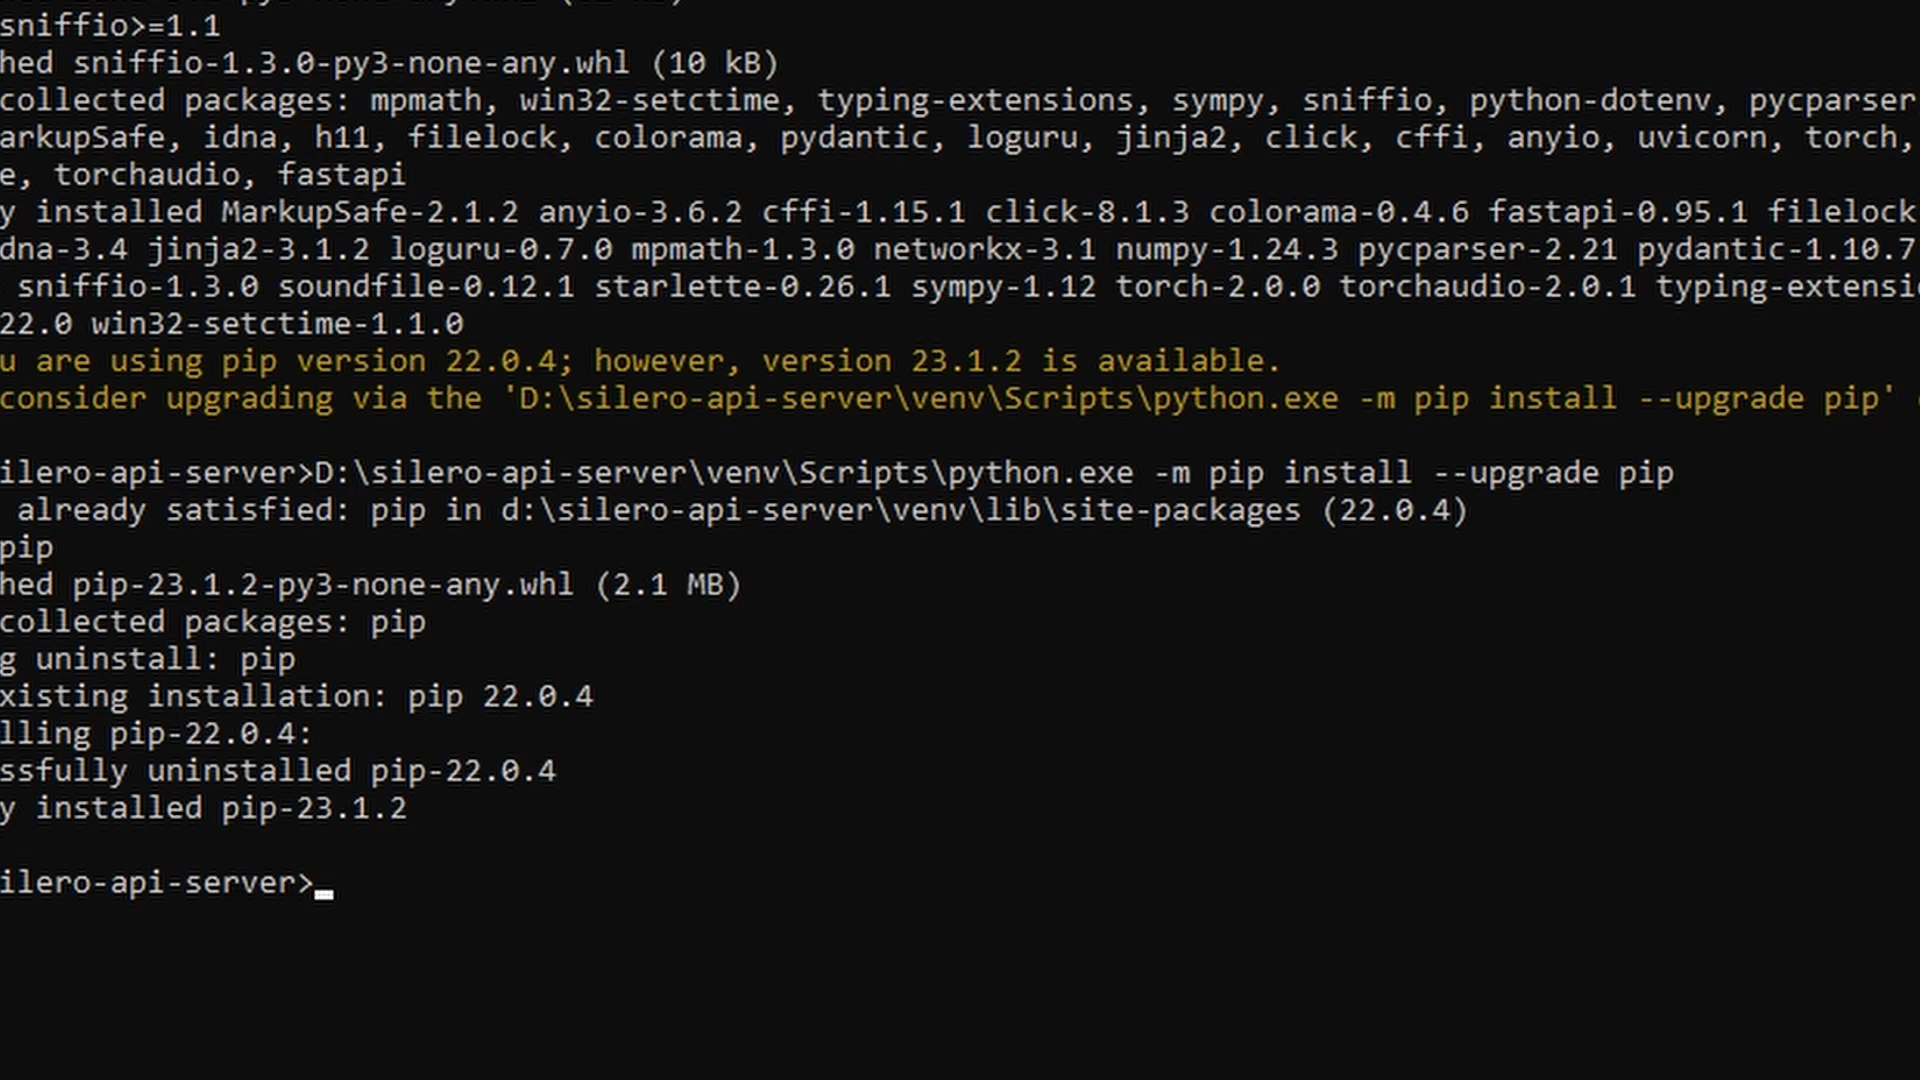 sniffio>=1.1
hed sniffio-1.3.0-py3-none-any.whl (10 kB)
collected packages: mpmath, win32-setctime, typing-extensions, sympy, sniffio, python-dotenv, pycparser
arkupSafe, idna, h11, filelock, colorama, pydantic, loguru, jinja2, click, cffi, anyio, uvicorn, torch,
e, torchaudio, fastapi
y installed MarkupSafe-2.1.2 anyio-3.6.2 cffi-1.15.1 click-8.1.3 colorama-0.4.6 fastapi-0.95.1 filelock
dna-3.4 jinja2-3.1.2 loguru-0.7.0 mpmath-1.3.0 networkx-3.1 numpy-1.24.3 pycparser-2.21 pydantic-1.10.7
sniffio-1.3.0 soundfile-0.12.1 starlette-0.26.1 sympy-1.12 torch-2.0.0 torchaudio-2.0.1 typing-extensi
22.0 win32-setctime-1.1.0
u are using pip version 22.0.4; however, version 23.1.2 is available.
consider upgrading via the 'D:\silero-api-server\venv\Scripts\python.exe -m pip install --upgrade pip'
ilero-api-server>D:\silero-api-server\venv\Scripts\python.exe -m pip install --upgrade pip
already satisfied: pip in d:\silero-api-server\venv\lib\site-packages (22.0.4)
pip
hed pip-23.1.2-py3-none-any.whl (2.1 MB)
collected packages: pip
g uninstall: pip
xisting installation: pip 22.0.4
lling pip-22.0.4:
ssfully uninstalled pip-22.0.4
y installed pip-23.1.2
ilero-api-server>